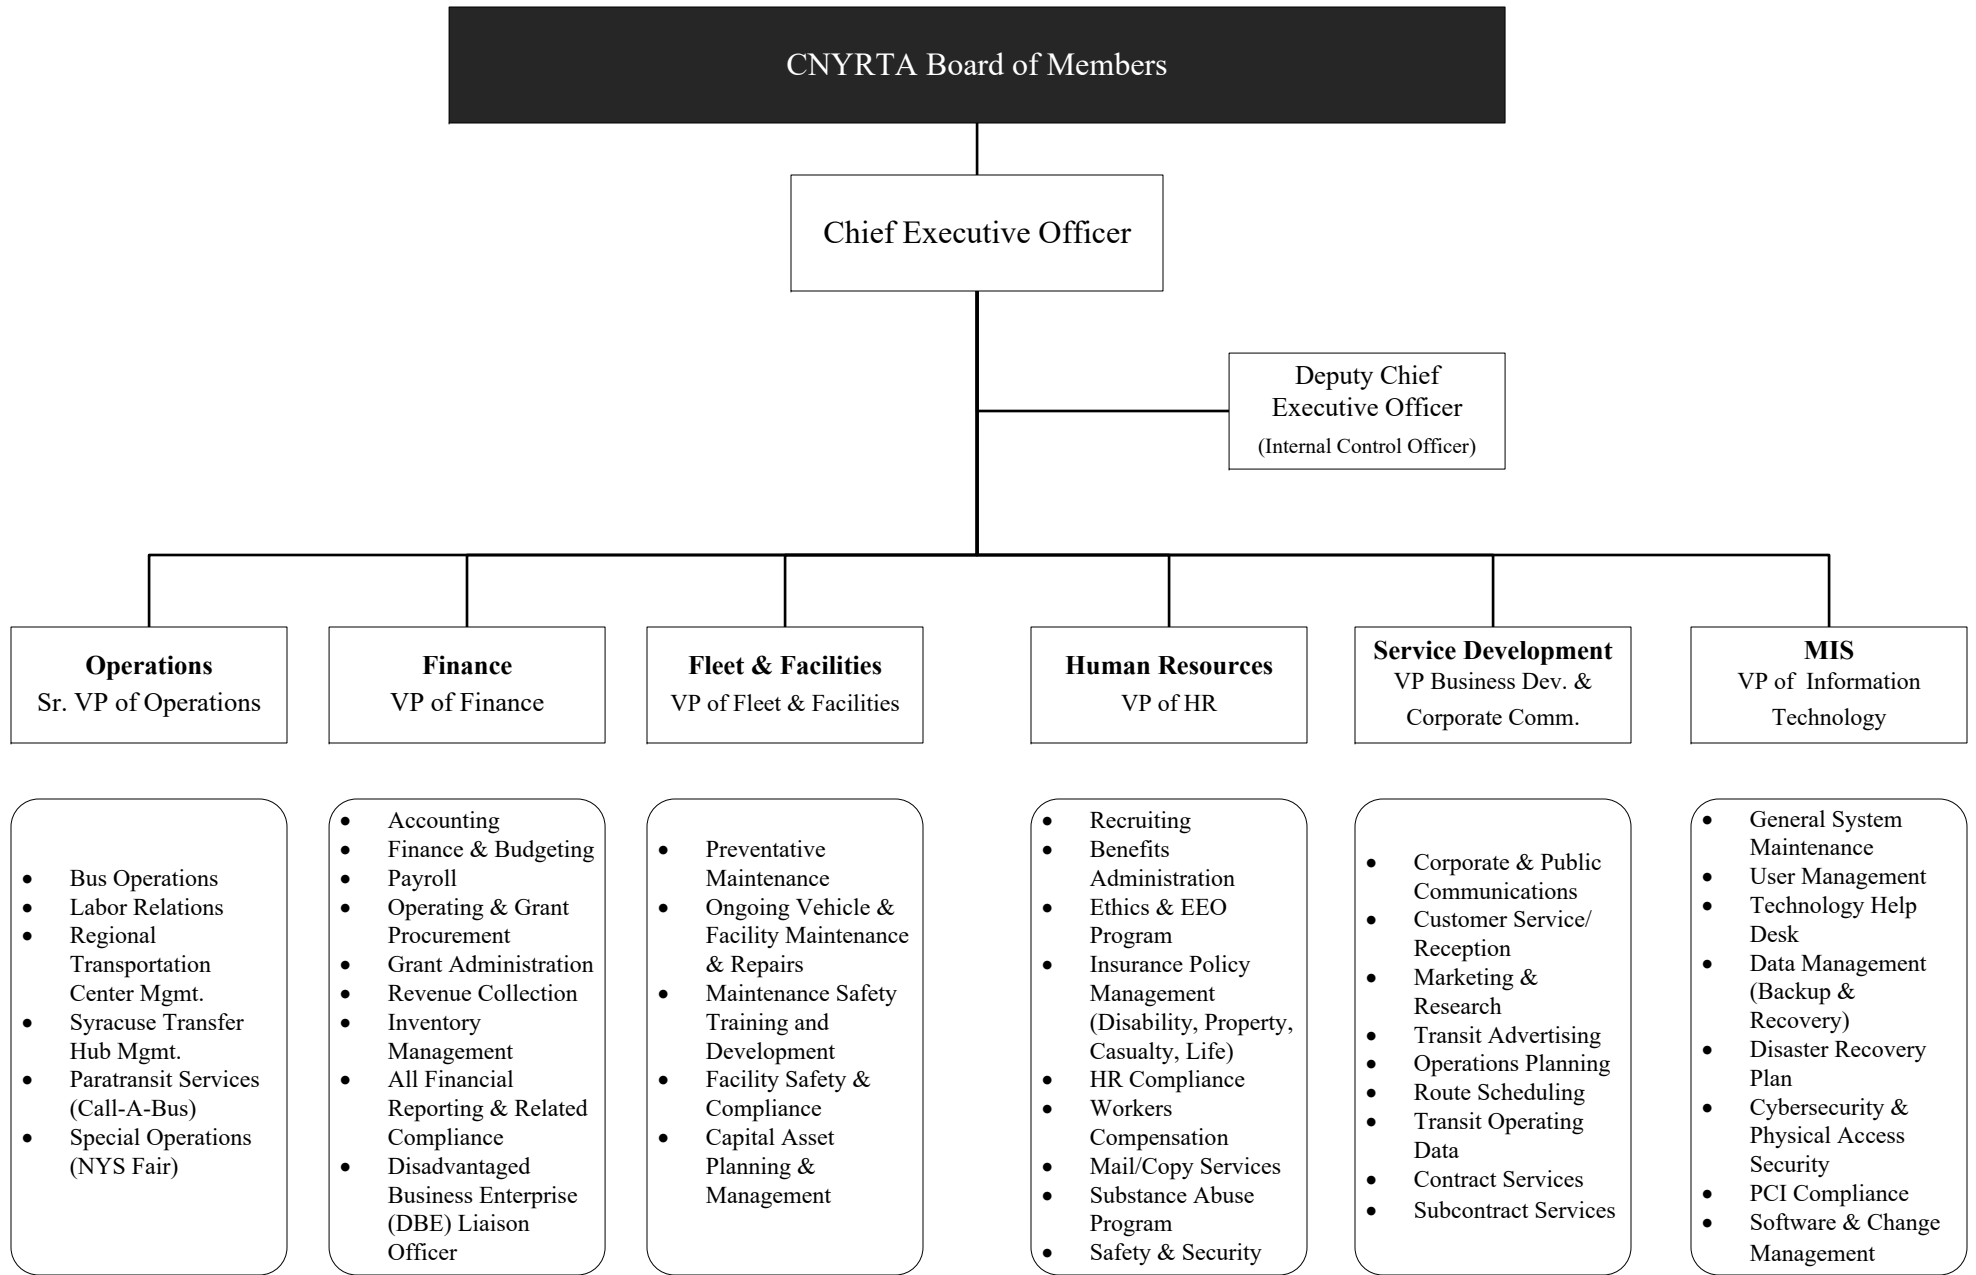 CNYRTA Board of Members
Chief Executive Officer
Deputy Chief
Executive Officer
(Internal Control Officer)
Operations
Sr. VP of Operations
Finance
VP of Finance
Fleet & Facilities
VP of Fleet & Facilities
Human Resources
VP of HR
Service Development
VP Business Dev. &
Corporate Comm.
MIS
VP of Information
Technology
• Bus Operations
• Labor Relations
• Regional
Transportation
Center Mgmt.
• Syracuse Transfer
Hub Mgmt.
• Paratransit Services
(Call-A-Bus)
• Special Operations
(NYS Fair)
• Accounting
• Finance & Budgeting
• Payroll
• Operating & Grant
Procurement
• Grant Administration
• Revenue Collection
• Inventory
Management
• All Financial
Reporting & Related
Compliance
• Disadvantaged
Business Enterprise
(DBE) Liaison
Officer
• Preventative
Maintenance
• Ongoing Vehicle &
Facility Maintenance
& Repairs
• Maintenance Safety
Training and
Development
• Facility Safety &
Compliance
• Capital Asset
Planning &
Management
• Recruiting
• Benefits
Administration
• Ethics & EEO
Program
• Insurance Policy
Management
(Disability, Property,
Casualty, Life)
• HR Compliance
• Workers
Compensation
• Mail/Copy Services
• Substance Abuse
Program
• Safety & Security
• Corporate & Public
Communications
• Customer Service/
Reception
• Marketing &
Research
• Transit Advertising
• Operations Planning
• Route Scheduling
• Transit Operating
Data
• Contract Services
• Subcontract Services
• General System
Maintenance
• User Management
• Technology Help
Desk
• Data Management
(Backup &
Recovery)
• Disaster Recovery
Plan
• Cybersecurity &
Physical Access
Security
• PCI Compliance
• Software & Change
Management